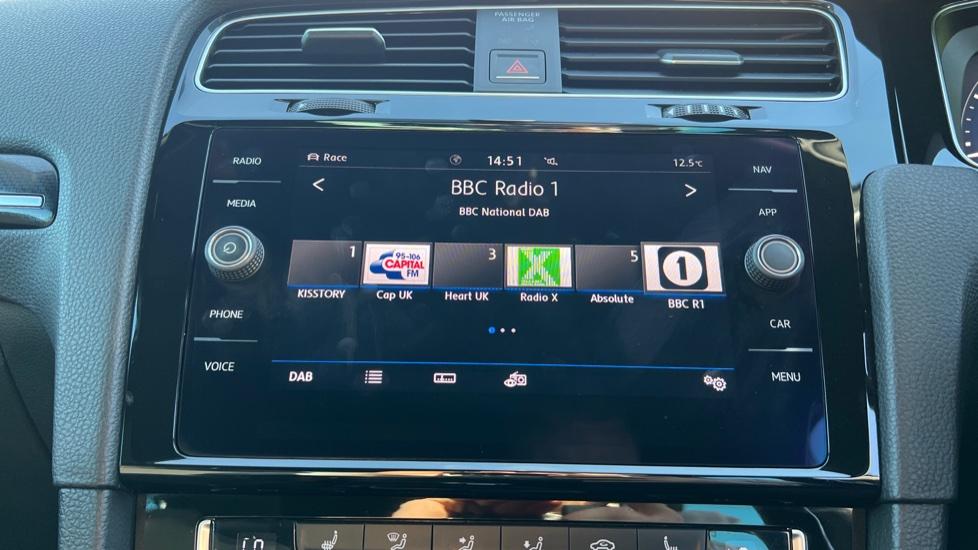 PASSENGER
AIR BAG
RADIO
MEDIA
PHONE
VOICE
Race
14:51
12.5°C
<
BBC Radio 1
>
BBC National DAB
1
95-106
CAPITAL
FM
3
X
5
1
KISSTORY
Cap UK
Heart UK
Radio X
Absolute
BBC R1
DAB
NAV
APP
CAR
MENU